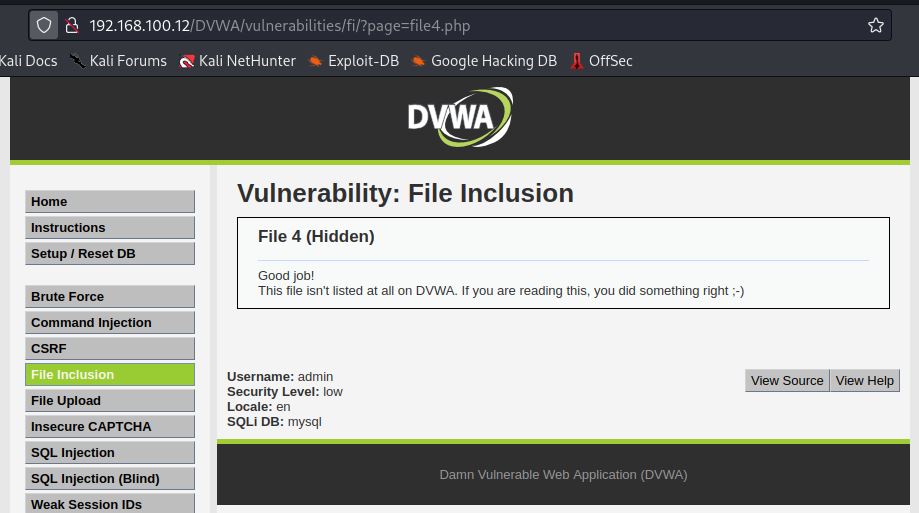 192.168.100.12/DVWA/vulnerabilities/fi/?page=file4.php
Kali Docs Kali Forums Kali NetHunter Exploit-DB Google Hacking DB OffSec
DVWA
Home
Instructions
Setup / Reset DB
Brute Force
Command Injection
CSRF
File Inclusion
File Upload
Insecure CAPTCHA
SQL Injection
SQL Injection (Blind)
Weak Session IDs
Vulnerability: File Inclusion
File 4 (Hidden)
Good job!
This file isn't listed at all on DVWA. If you are reading this, you did something right ;-)
Username: admin
Security Level: low
Locale: en
SQLi DB: mysql
View Source View Help
Damn Vulnerable Web Application (DVWA)